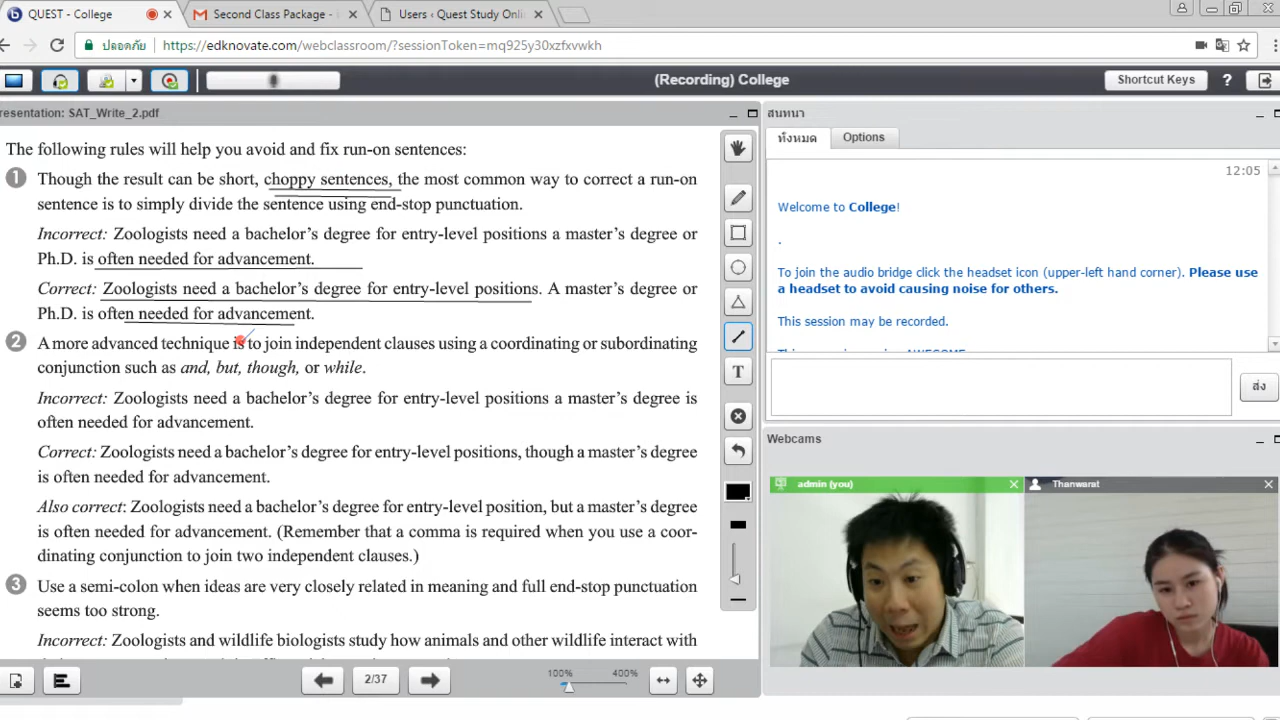 QUEST - College
Second Class Package -
Users ‹ Quest Study Onli
ปลอดภัย
https://edknovate.com/webclassroom/?sessionToken=mq925y30xzfxvwkh
(Recording) College
Shortcut Keys
?
resentation: SAT_Write_2.pdf
The following rules will help you avoid and fix run-on sentences:
1 Though the result can be short, choppy sentences, the most common way to correct a run-on
sentence is to simply divide the sentence using end-stop punctuation.
Incorrect: Zoologists need a bachelor's degree for entry-level positions a master's degree or
Ph.D. is often needed for advancement.
Correct: Zoologists need a bachelor's degree for entry-level positions. A master's degree or
Ph.D. is often needed for advancement.
2 A more advanced technique is to join independent clauses using a coordinating or subordinating
conjunction such as and, but, though, or while.
Incorrect: Zoologists need a bachelor's degree for entry-level positions a master's degree is
often needed for advancement.
Correct: Zoologists need a bachelor's degree for entry-level positions, though a master's degree
is often needed for advancement.
Also correct: Zoologists need a bachelor's degree for entry-level position, but a master's degree
is often needed for advancement. (Remember that a comma is required when you use a coor-
dinating conjunction to join two independent clauses.)
3 Use a semi-colon when ideas are very closely related in meaning and full end-stop punctuation
seems too strong.
Incorrect: Zoologists and wildlife biologists study how animals and other wildlife interact with
T
2/37
100%
400%
สนทนา
ทั้งหมด
Options
12:05
Welcome to College!
.
To join the audio bridge click the headset icon (upper-left hand corner). Please use
a headset to avoid causing noise for others.
This session may be recorded.
ส่ง
Webcams
admin (you)
Thanwarat